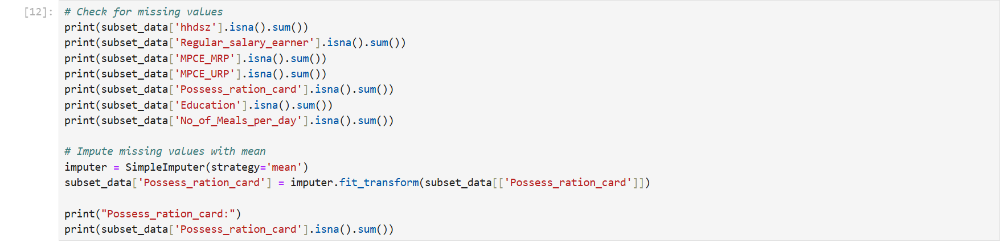 [12]:
# Check for missing values
print(subset_data['hhdsz'].isna().sum())
print(subset_data['Regular_salary_earner'].isna().sum())
print(subset_data['MPCE_MRP'].isna().sum())
print(subset_data['MPCE_URP'].isna().sum())
print(subset_data['Possess_ration_card'].isna().sum())
print(subset_data['Education'].isna().sum())
print(subset_data['No_of_Meals_per_day'].isna().sum())
# Impute missing values with mean
imputer = SimpleImputer(strategy='mean')
subset_data['Possess_ration_card'] = imputer.fit_transform(subset_data[['Possess_ration_card']])
print("Possess_ration_card:")
print(subset_data['Possess_ration_card'].isna().sum())